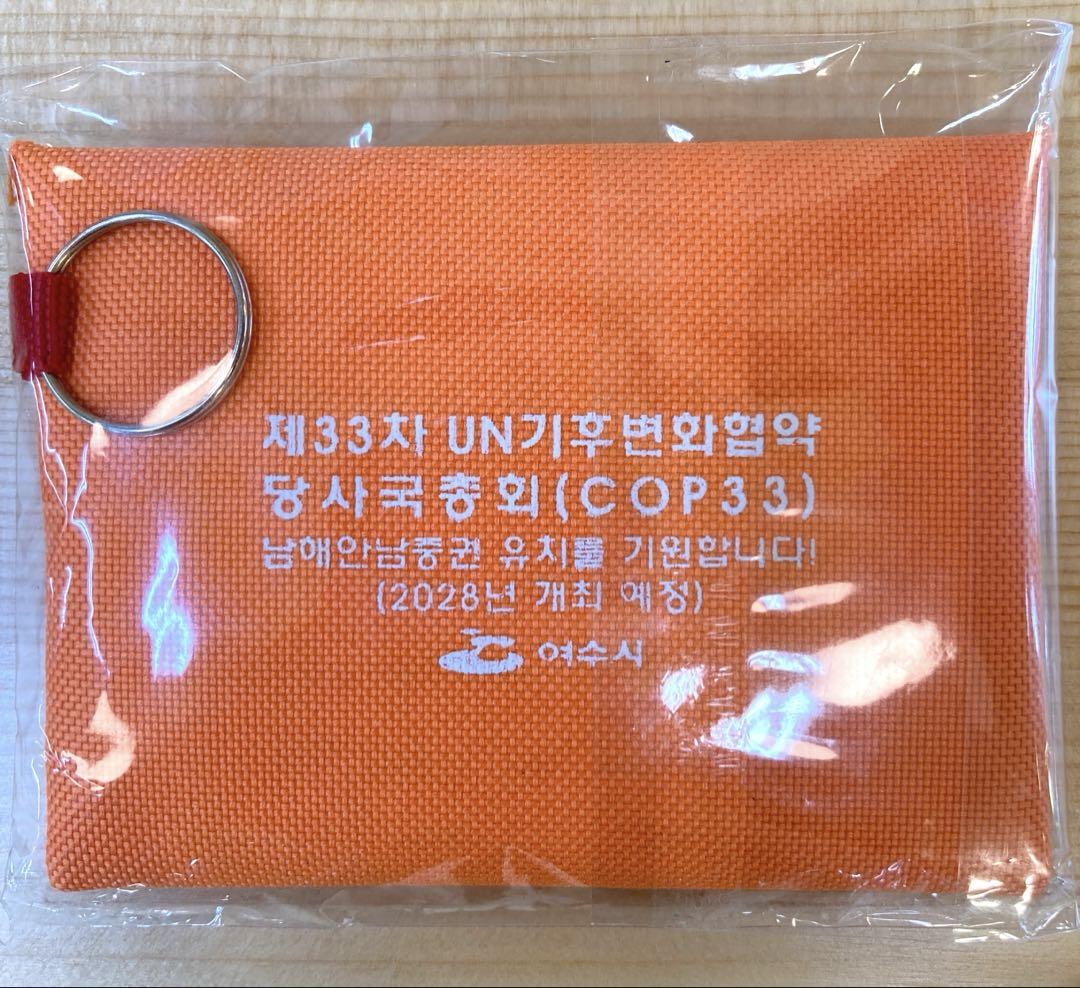 제33차 UN기후변화협약
당사국총회(COP33)
남해안남중권 유치를 기원합니다!
(2028년 개최 예정)
여수시